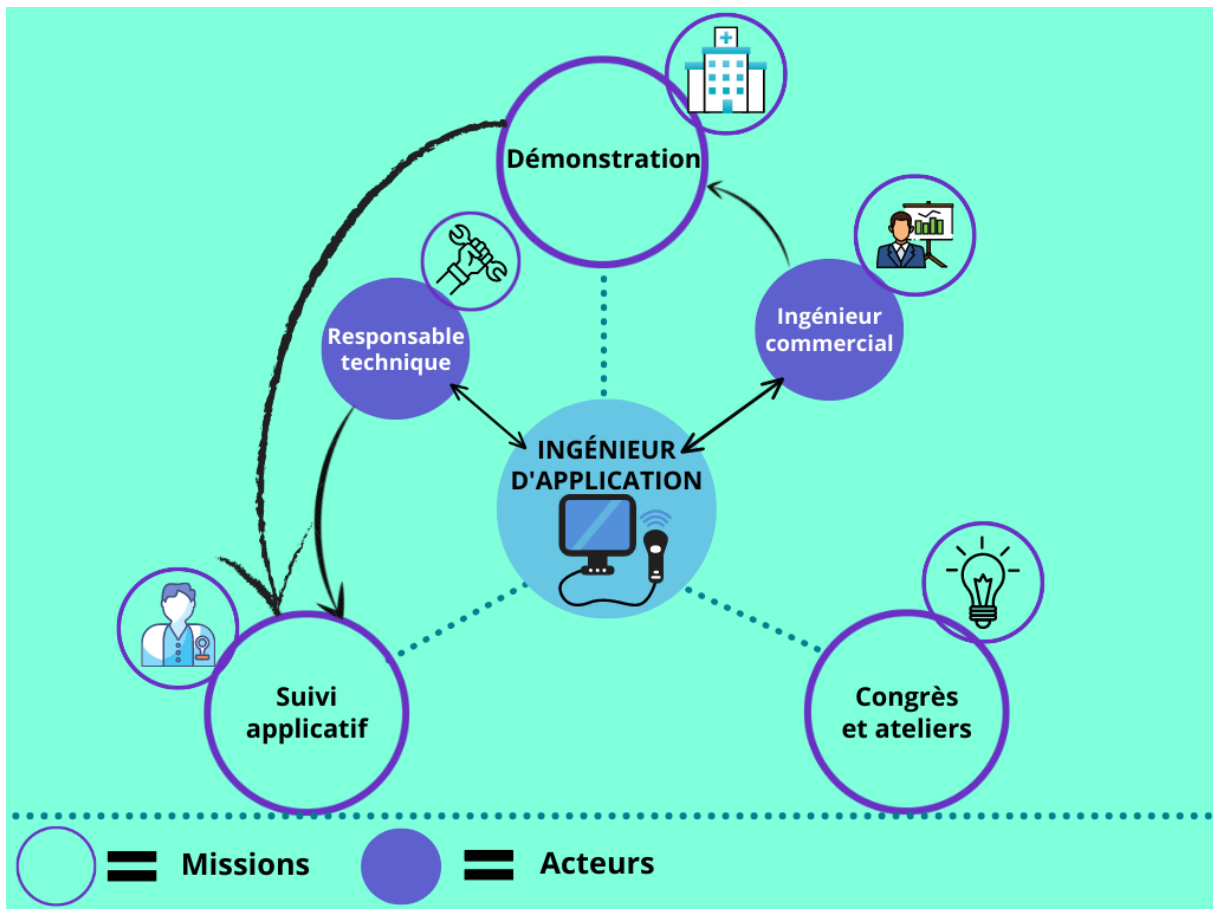 Démonstration
Responsable
technique
Ingénieur
commercial
INGÉNIEUR
D'APPLICATION
Suivi
applicatif
Congrès
et ateliers
Missions
Acteurs